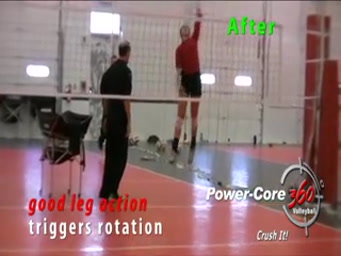 After
good leg action
triggers rotation
Power-Core 360
Volleyball
Crush It!